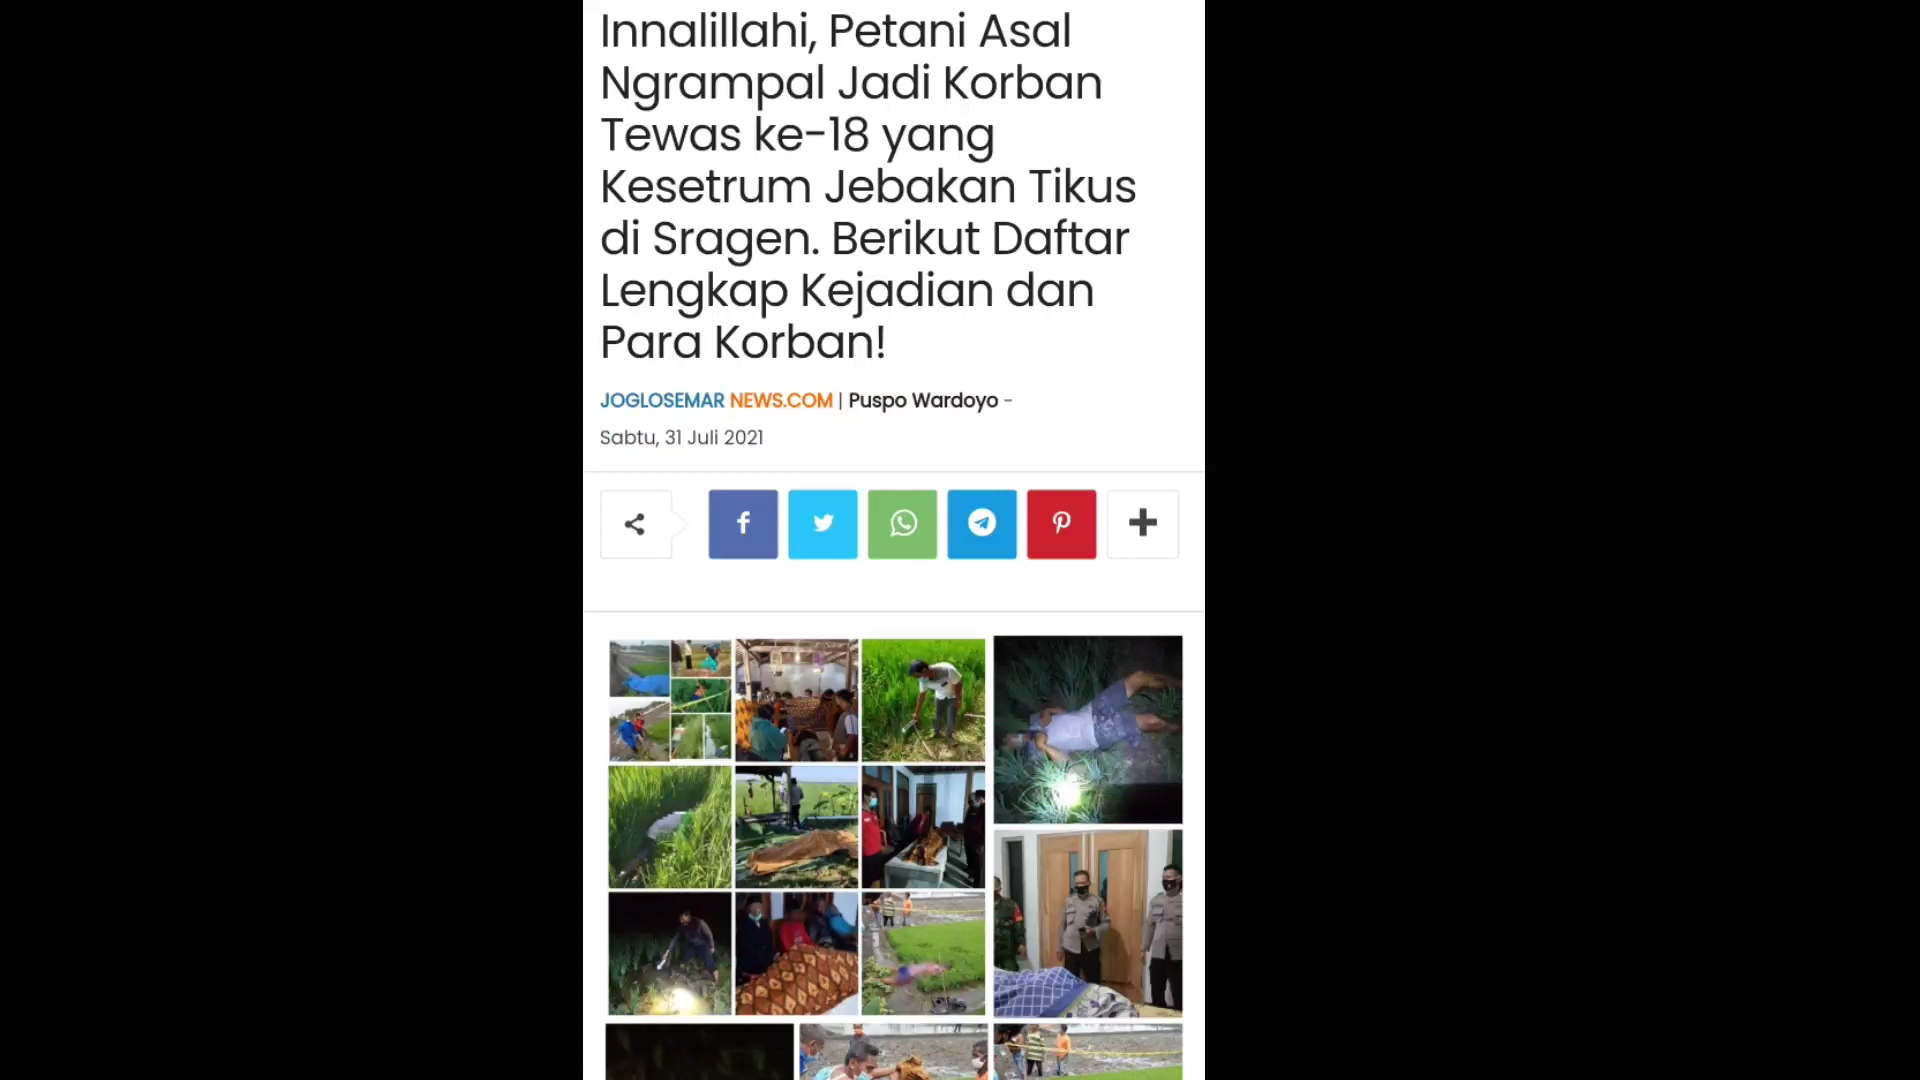 Innalillahi, Petani Asal
Ngrampal Jadi Korban
Tewas ke-18 yang
Kesetrum Jebakan Tikus
di Sragen. Berikut Daftar
Lengkap Kejadian dan
Para Korban!
JOGLOSEMAR NEWS.COM | Puspo Wardoyo -
Sabtu, 31 Juli 2021